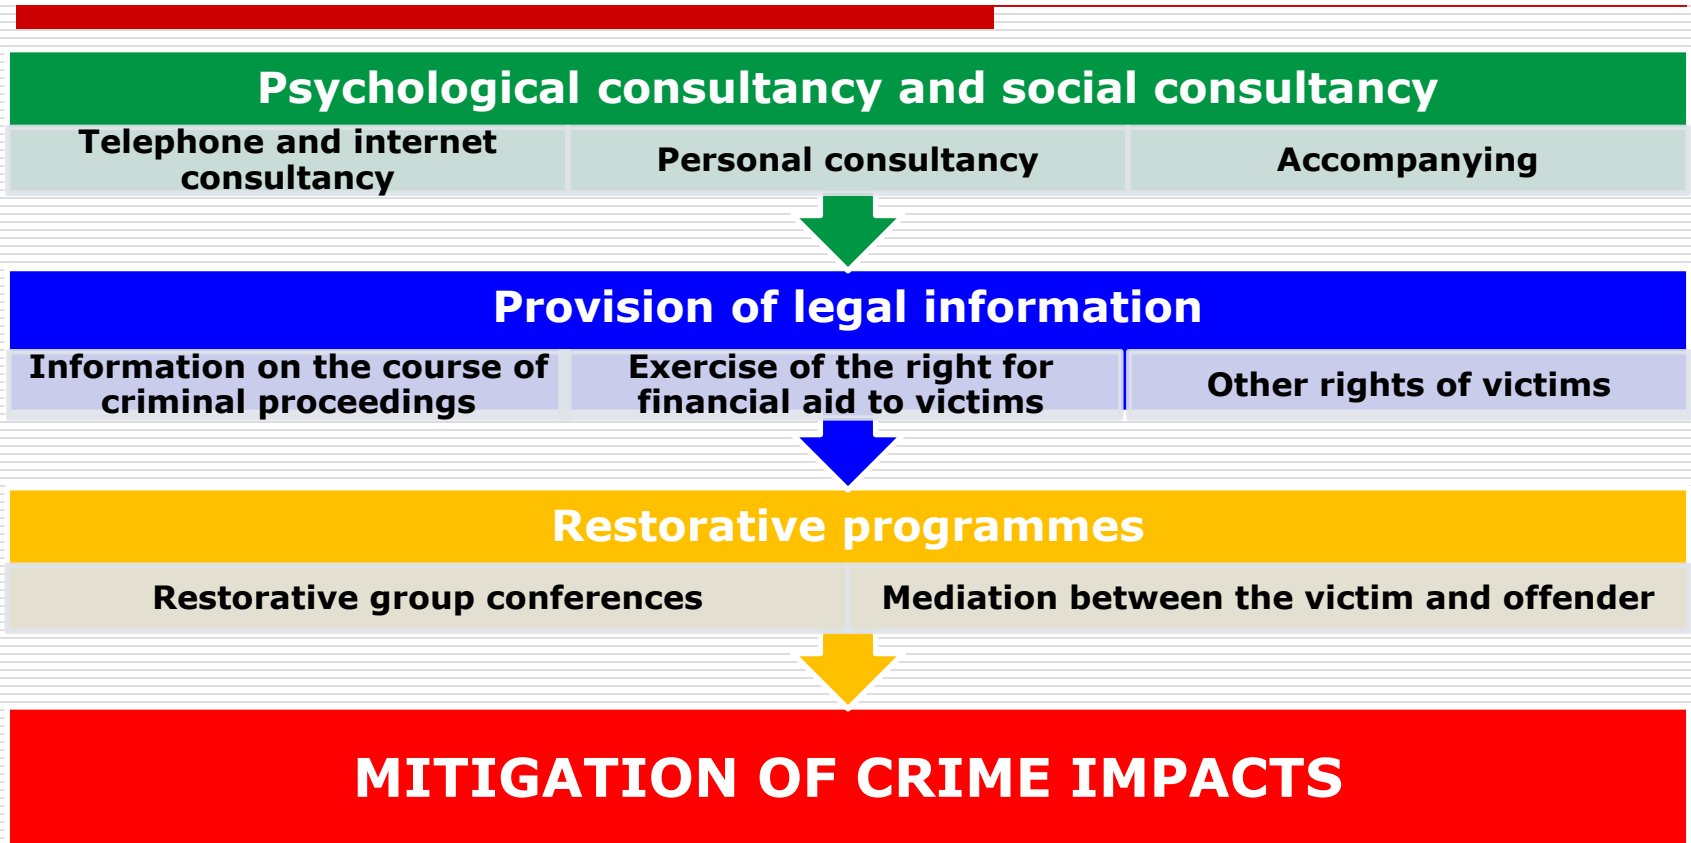 Psychological consultancy and social consultancy
Telephone and internet
consultancy
Personal consultancy
Accompanying
Provision of legal information
Information on the course of
criminal proceedings
Exercise of the right for
financial aid to victims
Other rights of victims
Restorative programmes
Restorative group conferences
Mediation between the victim and offender
MITIGATION OF CRIME IMPACTS